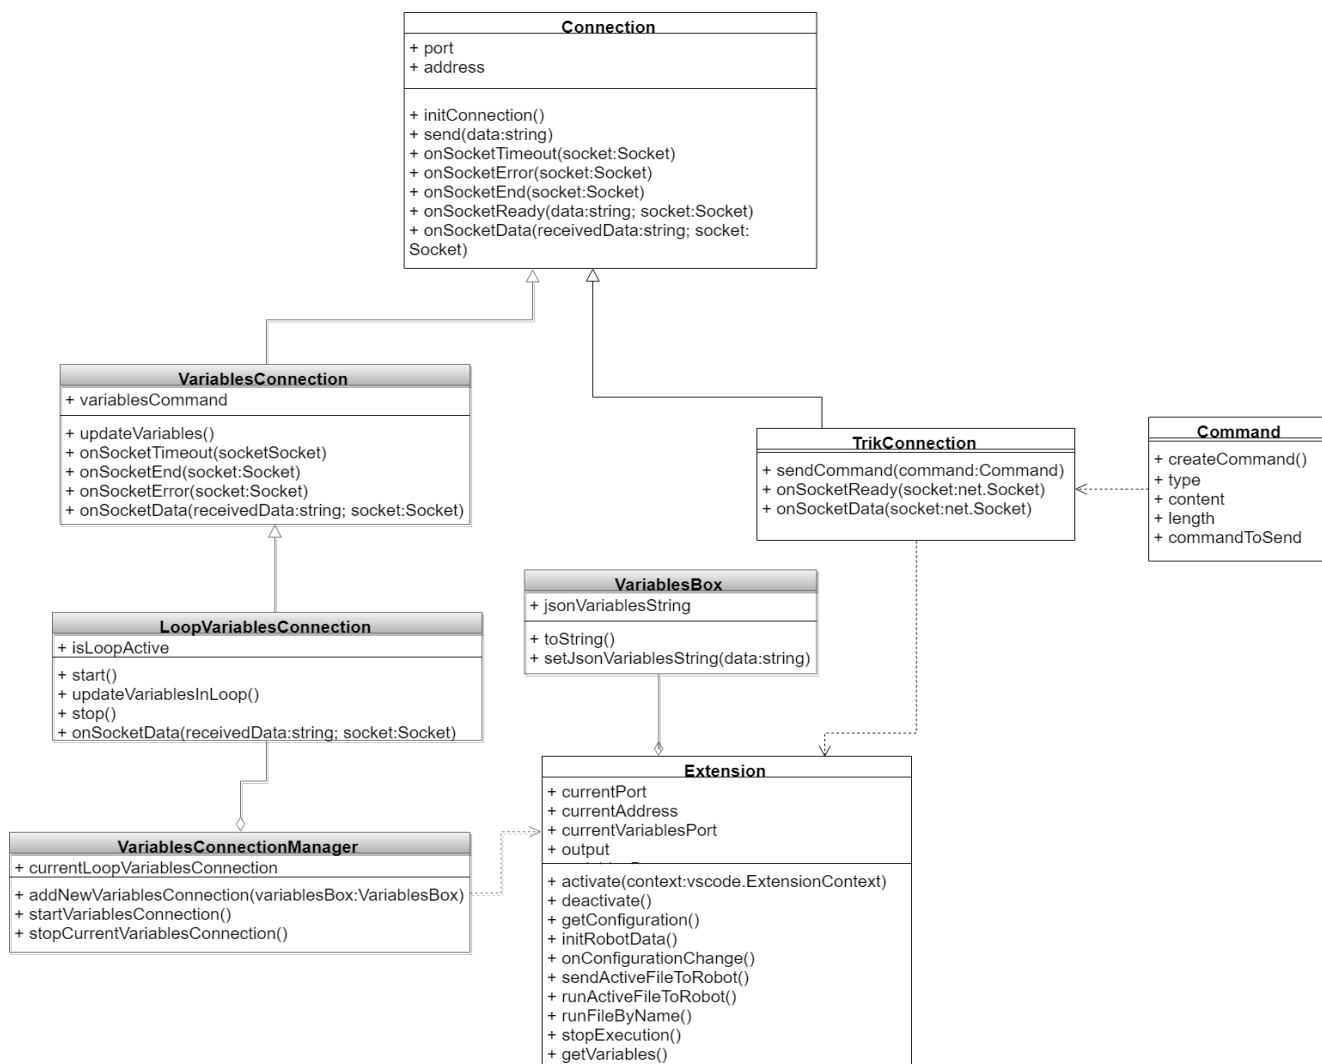 Connection
+ port
+ address
+ initConnection()
+ send(data:string)
+ onSocketTimeout(socket:Socket)
+ onSocketError(socket:Socket)
+ onSocketEnd(socket:Socket)
+ onSocketReady(data:string; socket:Socket)
+ onSocketData(receivedData:string; socket:
Socket)
VariablesConnection
+ variablesCommand
+ updateVariables()
+ onSocketTimeout(socketSocket)
+ onSocketEnd(socket:Socket)
+ onSocketError(socket:Socket)
+ onSocketData(receivedData:string; socket:Socket)
TrikConnection
+ sendCommand(command:Command)
+ onSocketReady(socket:net.Socket)
+ onSocketData(socket:net.Socket)
Command
+ createCommand()
+ type
+ content
+ length
+ commandToSend
LoopVariablesConnection
+ isLoopActive
+ start()
+ updateVariablesInLoop()
+ stop()
+ onSocketData(receivedData:string; socket:Socket)
VariablesBox
+ jsonVariablesString
+ toString()
+ setJsonVariablesString(data:string)
VariablesConnectionManager
+ currentLoopVariablesConnection
+ addNewVariablesConnection(variablesBox:VariablesBox)
+ startVariablesConnection()
+ stopCurrentVariablesConnection()
Extension
+ currentPort
+ currentAddress
+ currentVariablesPort
+ output
+ activate(context:vscode.ExtensionContext)
+ deactivate()
+ getConfiguration()
+ initRobotData()
+ onConfigurationChange()
+ sendActiveFileToRobot()
+ runActiveFileToRobot()
+ runFileByName()
+ stopExecution()
+ getVariables()